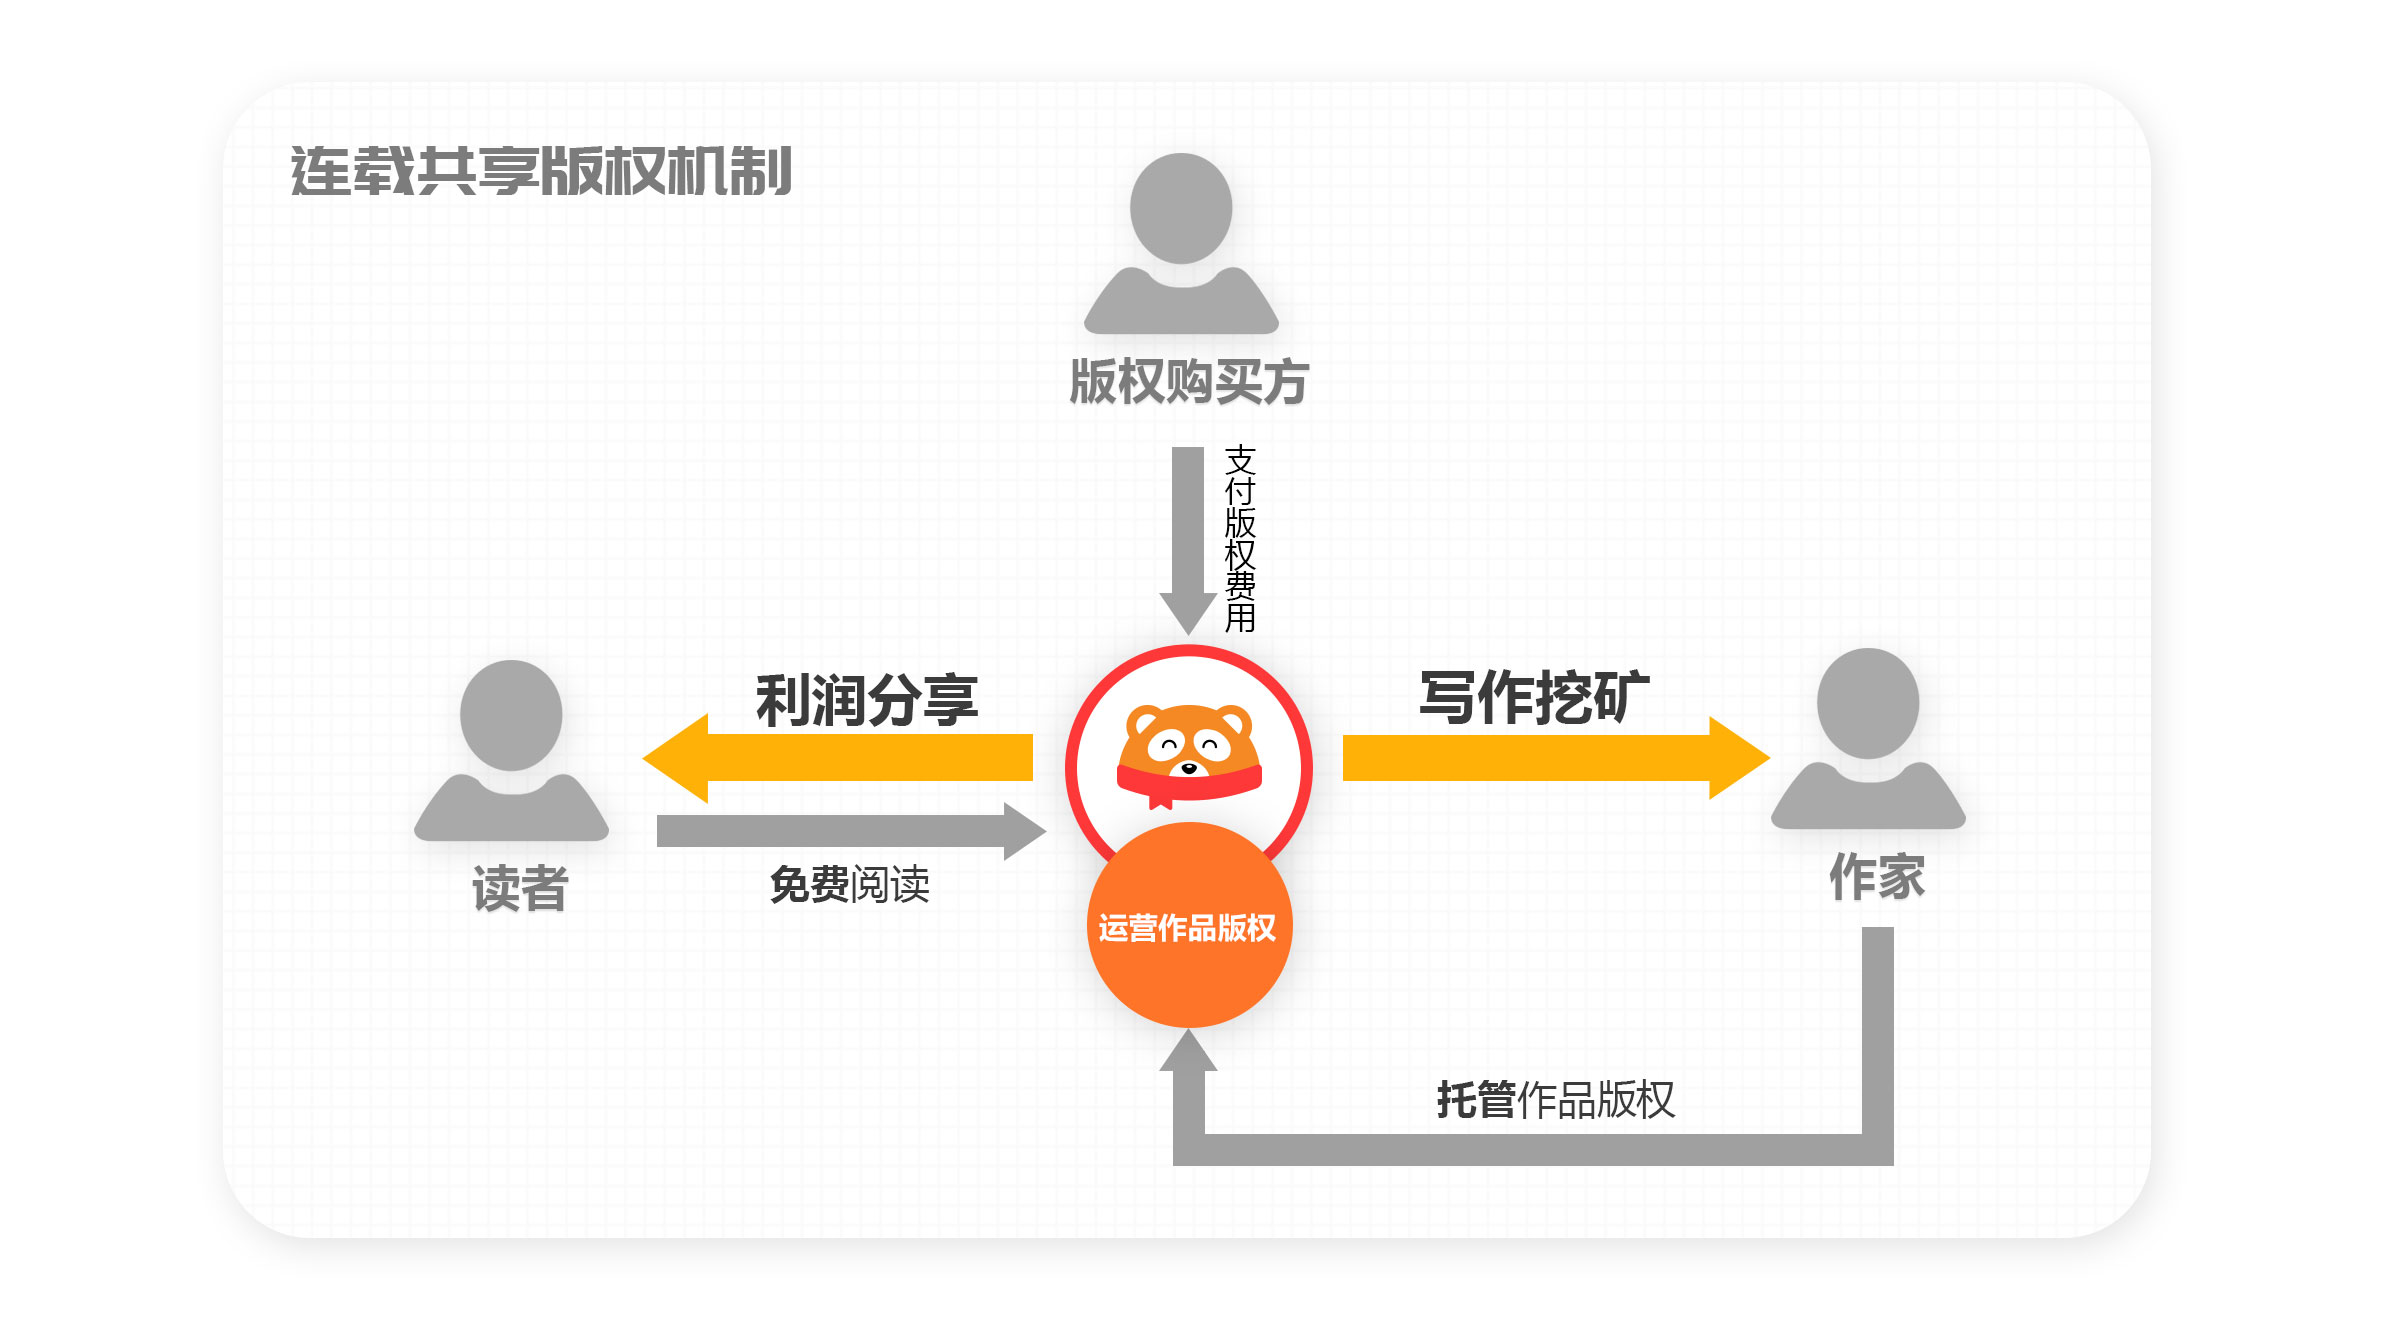 连载共享版权机制
版权购买方
支付版权费用
利润分享
写作挖矿
免费阅读
读者
作家
运营作品版权
托管作品版权